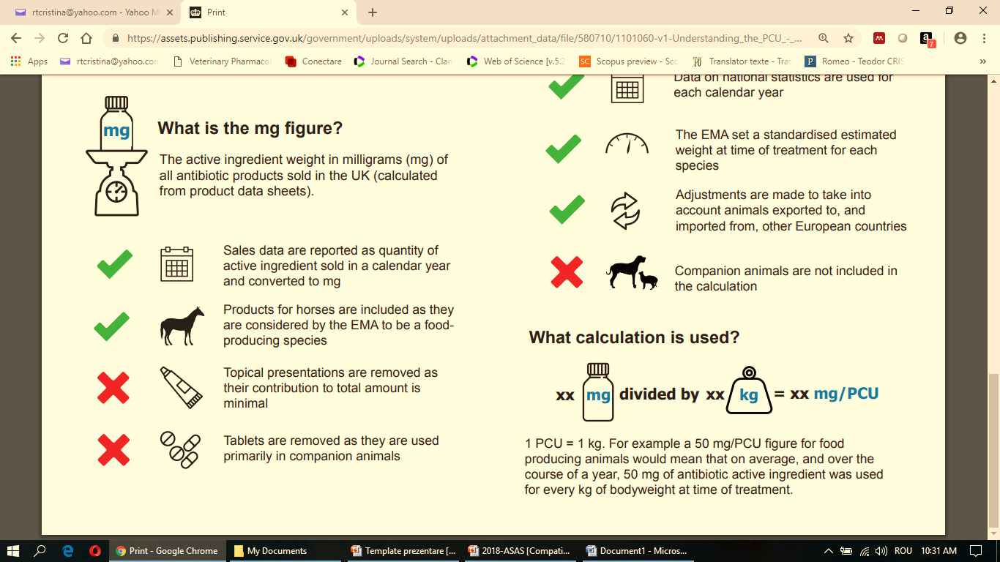 rtcristina@yahoo.com - Yahoo M
Print
https://assets.publishing.service.gov.uk/government/uploads/system/uploads/attachment_data/file/580710/1101060-v1-Understanding_the_PCU_-_...
Apps
rtcristina@yahoo.com
Veterinary Pharmacor
Conectare
Journal Search - Clari
Web of Science [v.5.2
Scopus preview - Sco
Translator texte - Trad
Romeo - Teodor CRIS
»
7
mg
What is the mg figure?
The active ingredient weight in milligrams (mg) of
all antibiotic products sold in the UK (calculated
from product data sheets).
Sales data are reported as quantity of
active ingredient sold in a calendar year
and converted to mg
Products for horses are included as they
are considered by the EMA to be a food-
producing species
Topical presentations are removed as
their contribution to total amount is
minimal
Tablets are removed as they are used
primarily in companion animals
Data on national statistics are used for
each calendar year
The EMA set a standardised estimated
weight at time of treatment for each
species
Adjustments are made to take into
account animals exported to, and
imported from, other European countries
Companion animals are not included in
the calculation
What calculation is used?
xx mg divided by xx kg = xx mg/PCU
1 PCU = 1 kg. For example a 50 mg/PCU figure for food
producing animals would mean that on average, and over the
course of a year, 50 mg of antibiotic active ingredient was used
for every kg of bodyweight at time of treatment.
Print - Google Chrome
My Documents
Template prezentare [...
2018-ASAS [Compati...
Document1 - Micros...
ROU
10:31 AM